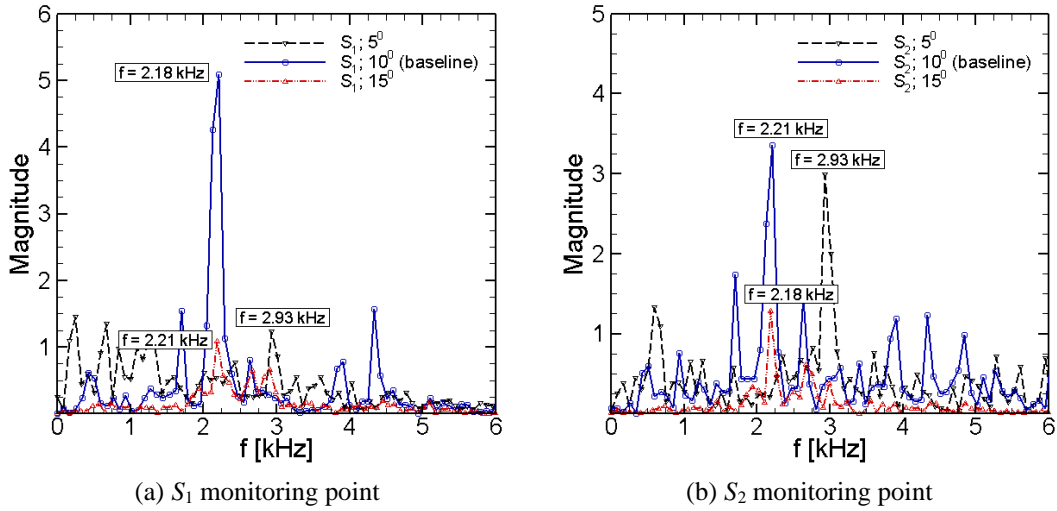 6
5
4
3
2
1
0
0 1 2 3 4 5 6
Magnitude
f [kHz]
S1; 5⁰
S1; 10⁰ (baseline)
S1; 15⁰
f = 2.18 kHz
f = 2.21 kHz
f = 2.93 kHz
(a) S1 monitoring point
5
4
3
2
1
0
0 1 2 3 4 5 6
Magnitude
f [kHz]
S2; 5⁰
S2; 10⁰ (baseline)
S2; 15⁰
f = 2.21 kHz
f = 2.93 kHz
f = 2.18 kHz
(b) S2 monitoring point